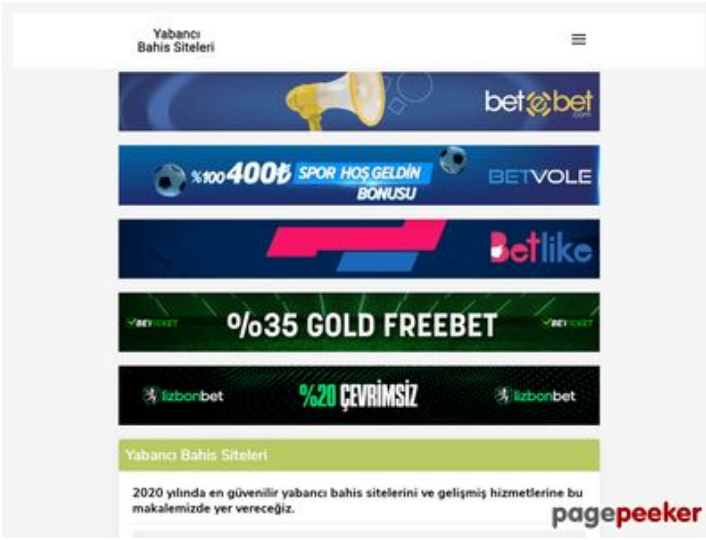 Yabancı
Bahis Siteleri
betebet
.com
%100 400₺ SPOR HOŞ GELDİN
BONUSU
BETVOLE
Betlike
%35 GOLD FREEBET
lizbonbet
%20 ÇEVRİMSİZ
lizbonbet
Yabancı Bahis Siteleri
2020 yılında en güvenilir yabancı bahis sitelerini ve gelişmiş hizmetlerine bu
makalemizde yer vereceğiz.
pagepeeker